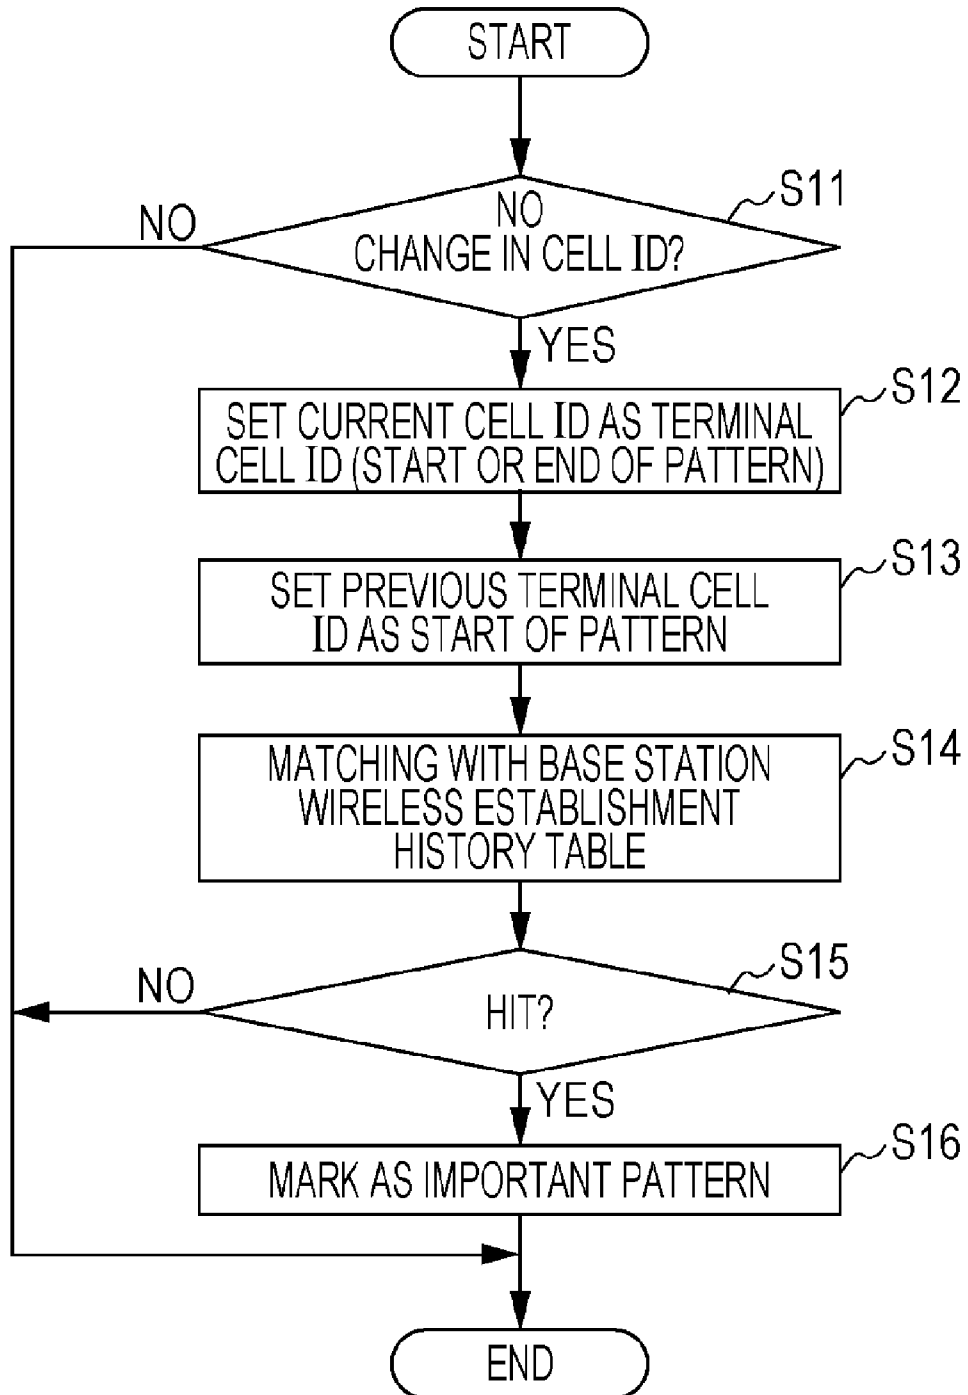 START
S11
NO
NO
CHANGE IN CELL ID?
YES
S12
SET CURRENT CELL ID AS TERMINAL
CELL ID (START OR END OF PATTERN)
S13
SET PREVIOUS TERMINAL CELL
ID AS START OF PATTERN
S14
MATCHING WITH BASE STATION
WIRELESS ESTABLISHMENT
HISTORY TABLE
S15
NO
HIT?
YES
S16
MARK AS IMPORTANT PATTERN
END